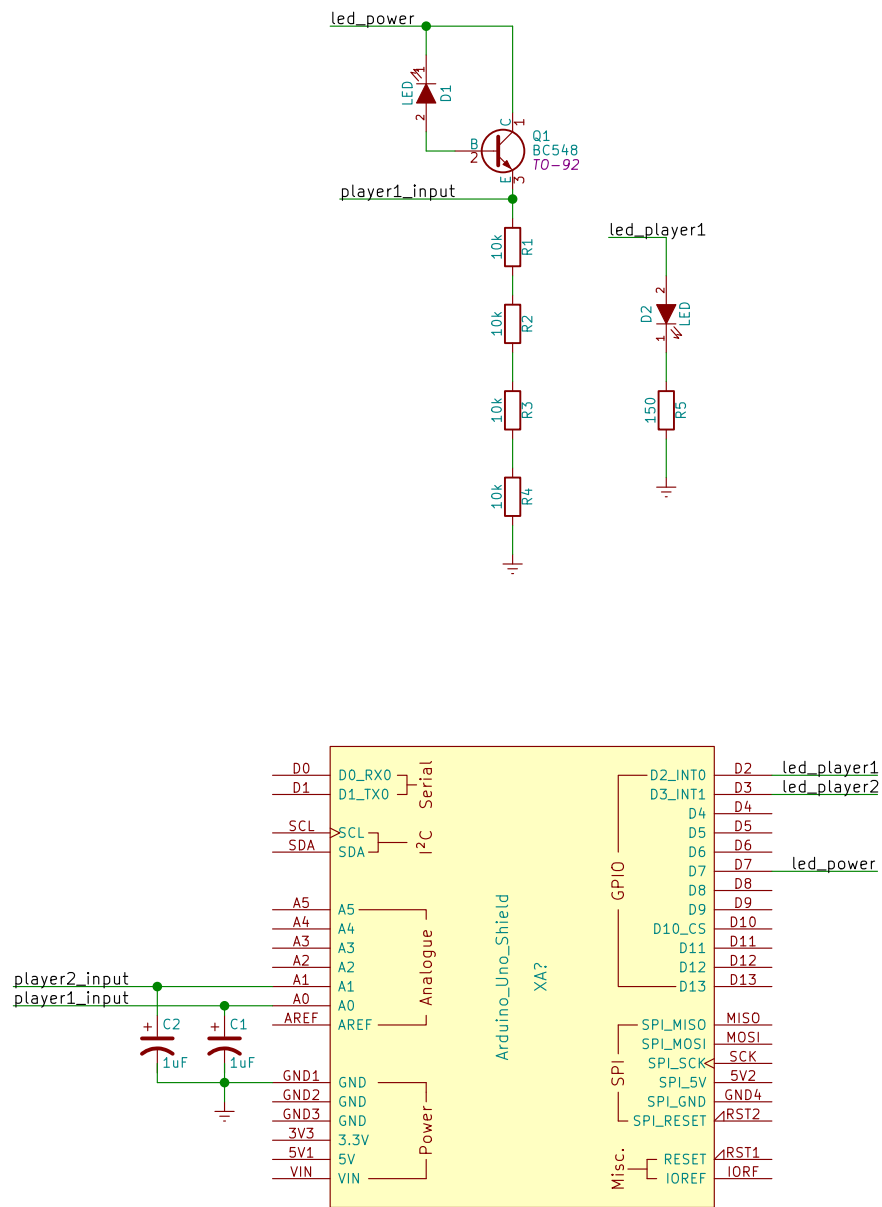 led_power
1
LED
D1
2
C
1
Q1
B
BC548
2
TO-92
E
3
player1_input
10k
R1
led_player1
2
10k
R2
D2
LED
1
10k
R3
150
R5
10k
R4
D0
D0_RX0
D1
D1_TX0
Serial
SCL
SCL
SDA
SDA
I²C
A5
A5
A4
A4
A3
A3
A2
A2
player2_input
A1
A1
player1_input
A0
A0
AREF
AREF
Analogue
+
C2
1uF
+
C1
1uF
GND1
GND
GND2
GND
GND3
GND
3V3
3.3V
5V1
5V
VIN
VIN
Power
Arduino_Uno_Shield
XA?
GPIO
D2_INT0
D2
led_player1
D3_INT1
D3
led_player2
D4
D4
D5
D5
D6
D6
D7
D7
led_power
D8
D8
D9
D9
D10_CS
D10
D11
D11
D12
D12
D13
D13
SPI
SPI_MISO
MISO
SPI_MOSI
MOSI
SPI_SCK
SCK
SPI_5V
5V2
SPI_GND
GND4
SPI_RESET
RST2
Misc.
RESET
RST1
IOREF
IORF